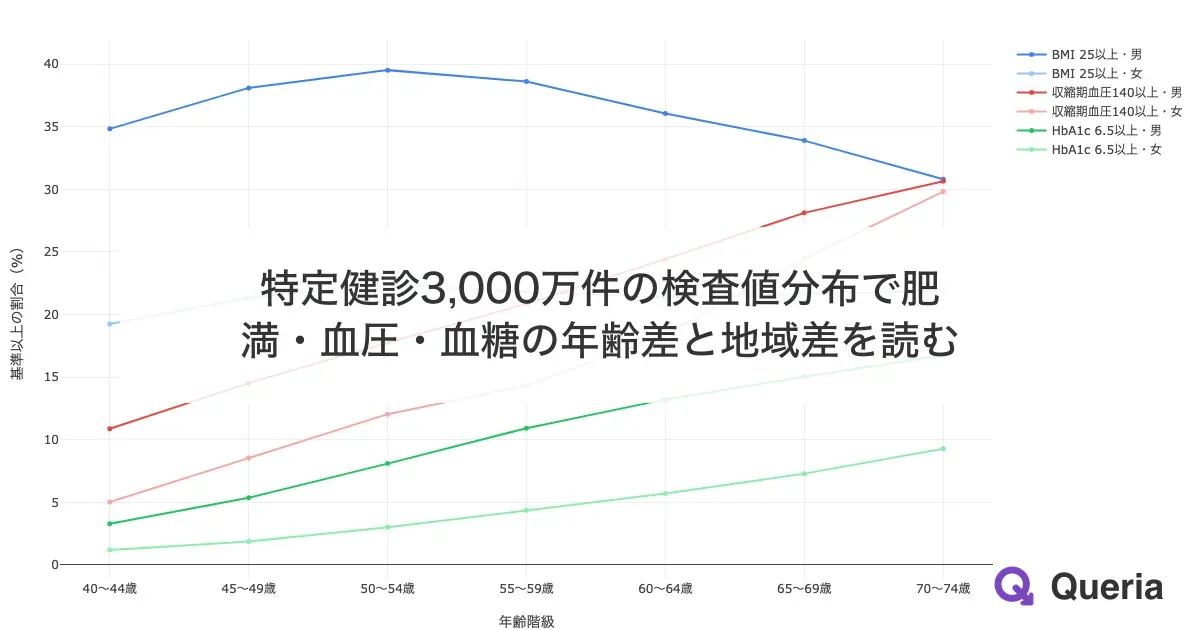 BMI 25以上・男
BMI 25以上・女
収縮期血圧140以上・男
収縮期血圧140以上・女
HbA1c 6.5以上・男
HbA1c 6.5以上・女
40
35
30
25
20
15
10
5
0
基準以上の割合（%）
特定健診3,000万件の検査値分布で肥
満・血圧・血糖の年齢差と地域差を読む
40〜44歳
45〜49歳
50〜54歳
55〜59歳
60〜64歳
65〜69歳
70〜74歳
年齢階級
Queria